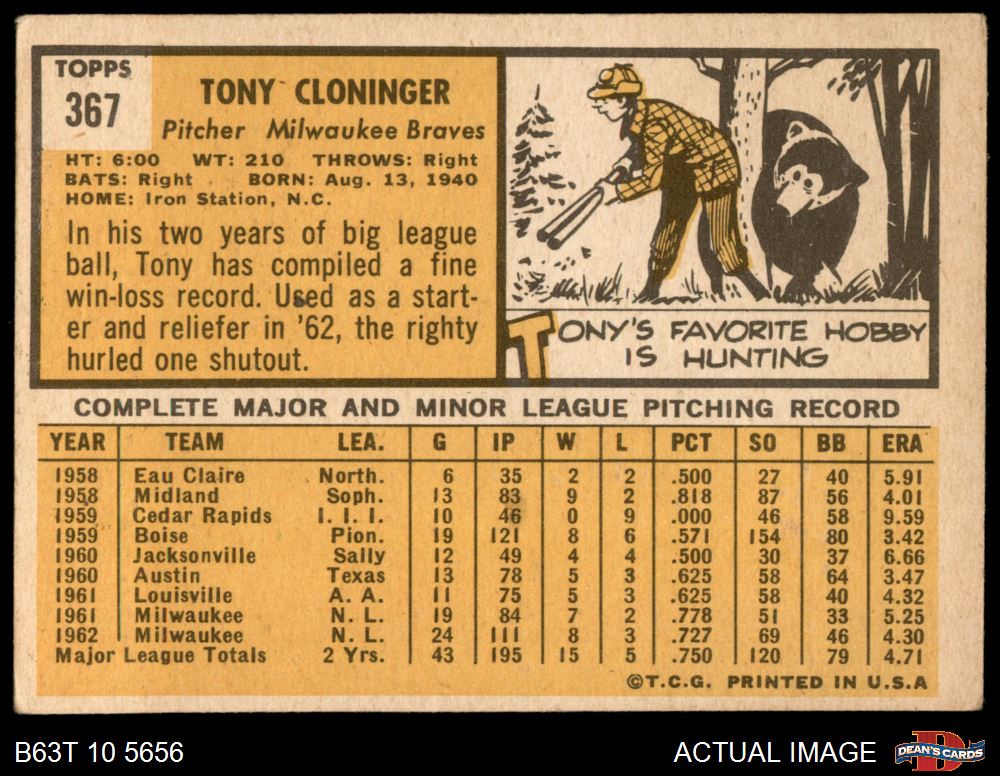 TOPPS
367
TONY CLONINGER
Pitcher Milwaukee Braves
HT: 6:00 WT: 210 THROWS: Right
BATS: Right BORN: Aug. 13, 1940
HOME: Iron Station, N.C.
In his two years of big league
ball, Tony has compiled a fine
win-loss record. Used as a start-
er and reliefer in '62, the righty
hurled one shutout.
TONY'S FAVORITE HOBBY
IS HUNTING
COMPLETE MAJOR AND MINOR LEAGUE PITCHING RECORD
YEAR TEAM LEA. G IP W L PCT SO BB ERA
1958 Eau Claire North. 6 35 2 2 .500 27 40 5.91
1958 Midland Soph. 13 83 9 2 .818 87 56 4.01
1959 Cedar Rapids I. I. I. 10 46 0 9 .000 46 58 9.59
1959 Boise Pion. 19 121 8 6 .571 154 80 3.42
1960 Jacksonville Sally 12 49 4 4 .500 30 37 6.66
1960 Austin Texas 13 78 5 3 .625 58 64 3.47
1961 Louisville A. A. 11 75 5 3 .625 58 40 4.32
1961 Milwaukee N. L. 19 84 7 2 .778 51 33 5.25
1962 Milwaukee N. L. 24 111 8 3 .727 69 46 4.30
Major League Totals 2 Yrs. 43 195 15 5 .750 120 79 4.71
©T.C.G. PRINTED IN U.S.A
B63T 10 5656
ACTUAL IMAGE
DEAN'S CARDS